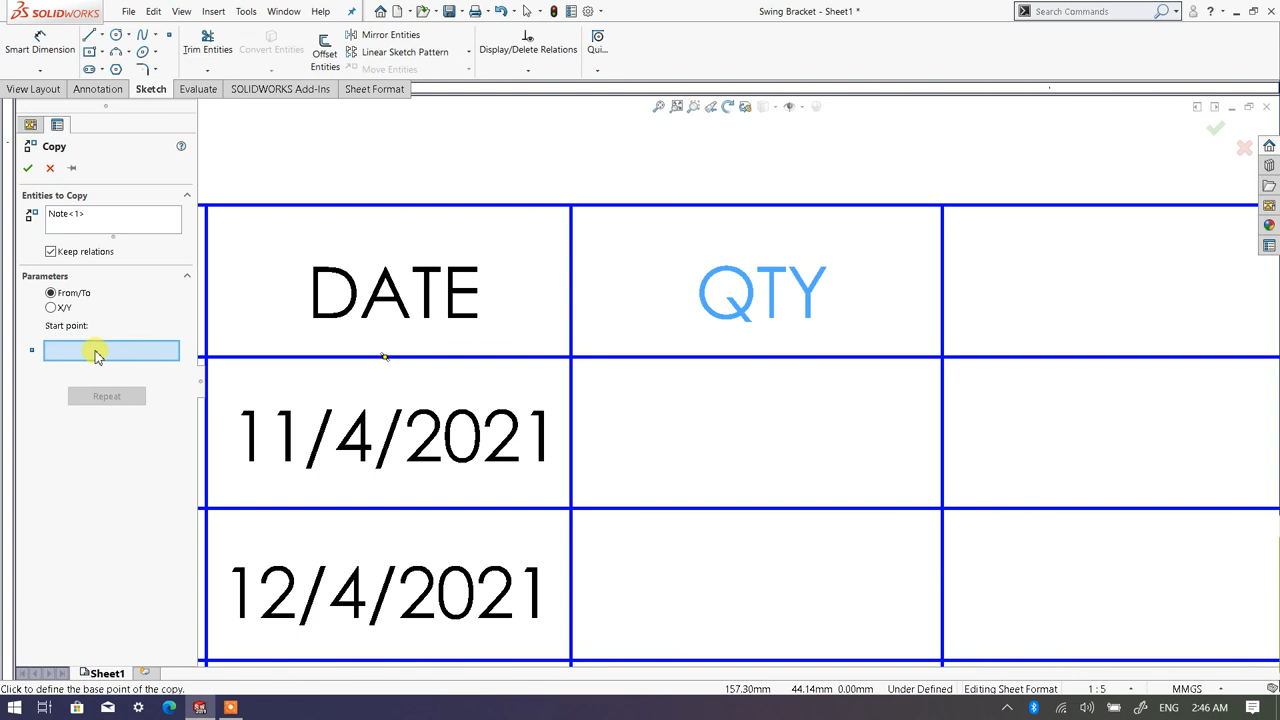 SOLIDWORKS
File Edit View Insert Tools Window Help
Swing Bracket - Sheet1 *
Search Commands
Smart Dimension
Trim Entities
Convert Entities
Offset Entities
Mirror Entities
Linear Sketch Pattern
Move Entities
Display/Delete Relations
Qui...
View Layout Annotation Sketch Evaluate SOLIDWORKS Add-Ins Sheet Format
Copy
Entities to Copy
Note<1>
Keep relations
Parameters
From/To
X/Y
Start point:
Repeat
DATE QTY
11/4/2021
12/4/2021
Sheet1
Click to define the base point of the copy.
157.30mm 44.14mm 0.00mm Under Defined Editing Sheet Format 1 : 5 MMGS
ENG 2:46 AM